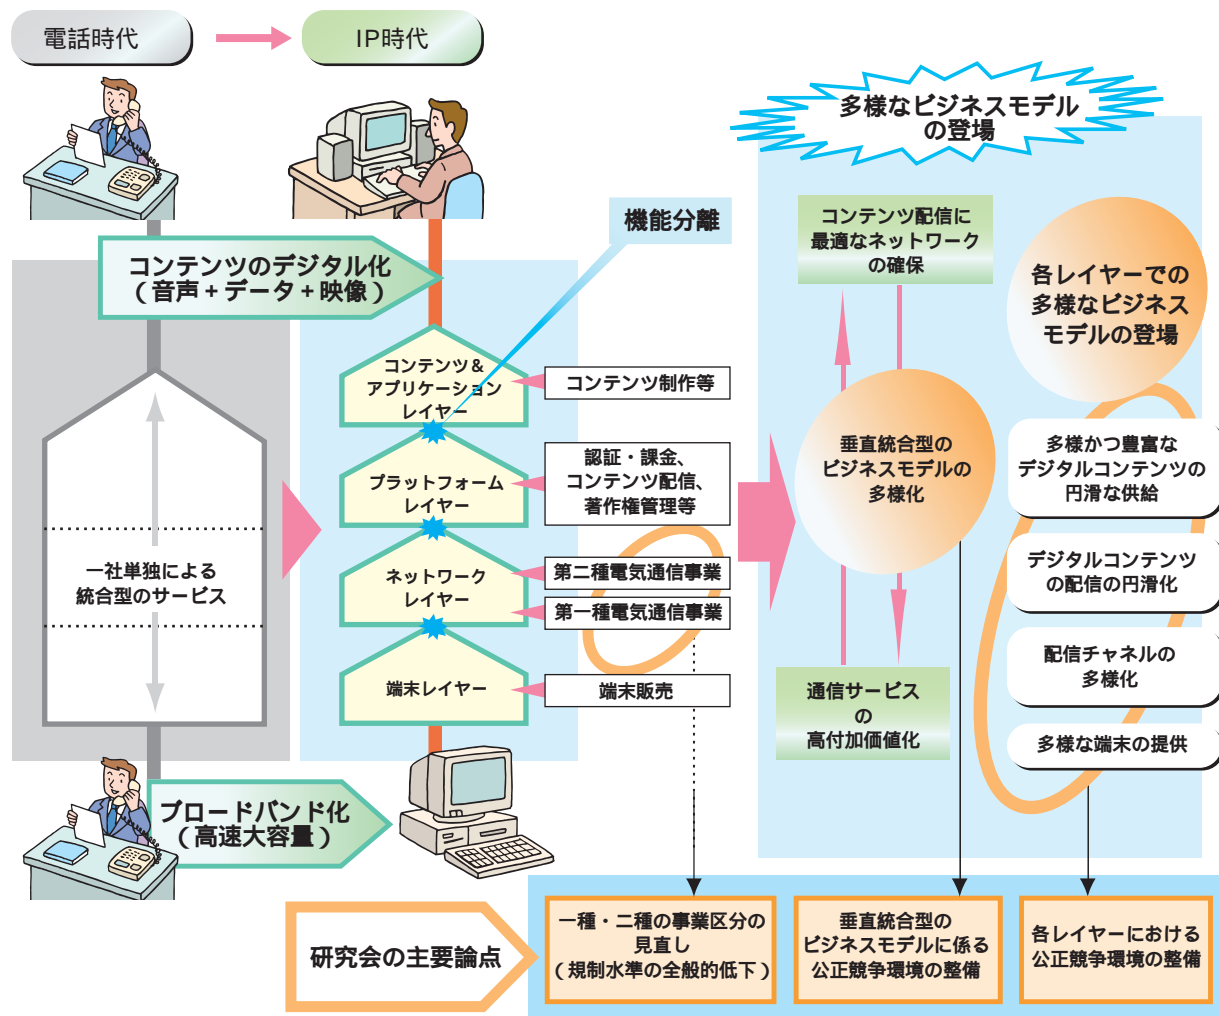 電話時代
IP時代
多様なビジネスモデル
の登場
機能分離
コンテンツのデジタル化
(音声+データ+映像)
コンテンツ&
アプリケーション
レイヤー
コンテンツ制作等
プラットフォーム
レイヤー
認証・課金、
コンテンツ配信、
著作権管理等
一社単独による
統合型のサービス
ネットワーク
レイヤー
第二種電気通信事業
第一種電気通信事業
端末レイヤー
端末販売
コンテンツ配信に
最適なネットワーク
の確保
垂直統合型の
ビジネスモデルの
多様化
通信サービス
の
高付加価値化
各レイヤーでの
多様なビジネス
モデルの登場
多様かつ豊富な
デジタルコンテンツの
円滑な供給
デジタルコンテンツ
の配信の円滑化
配信チャネルの
多様化
多様な端末の提供
ブロードバンド化
(高速大容量)
研究会の主要論点
一種・二種の事業区分の
見直し
(規制水準の全般的低下)
垂直統合型の
ビジネスモデルに係る
公正競争環境の整備
各レイヤーにおける
公正競争環境の整備